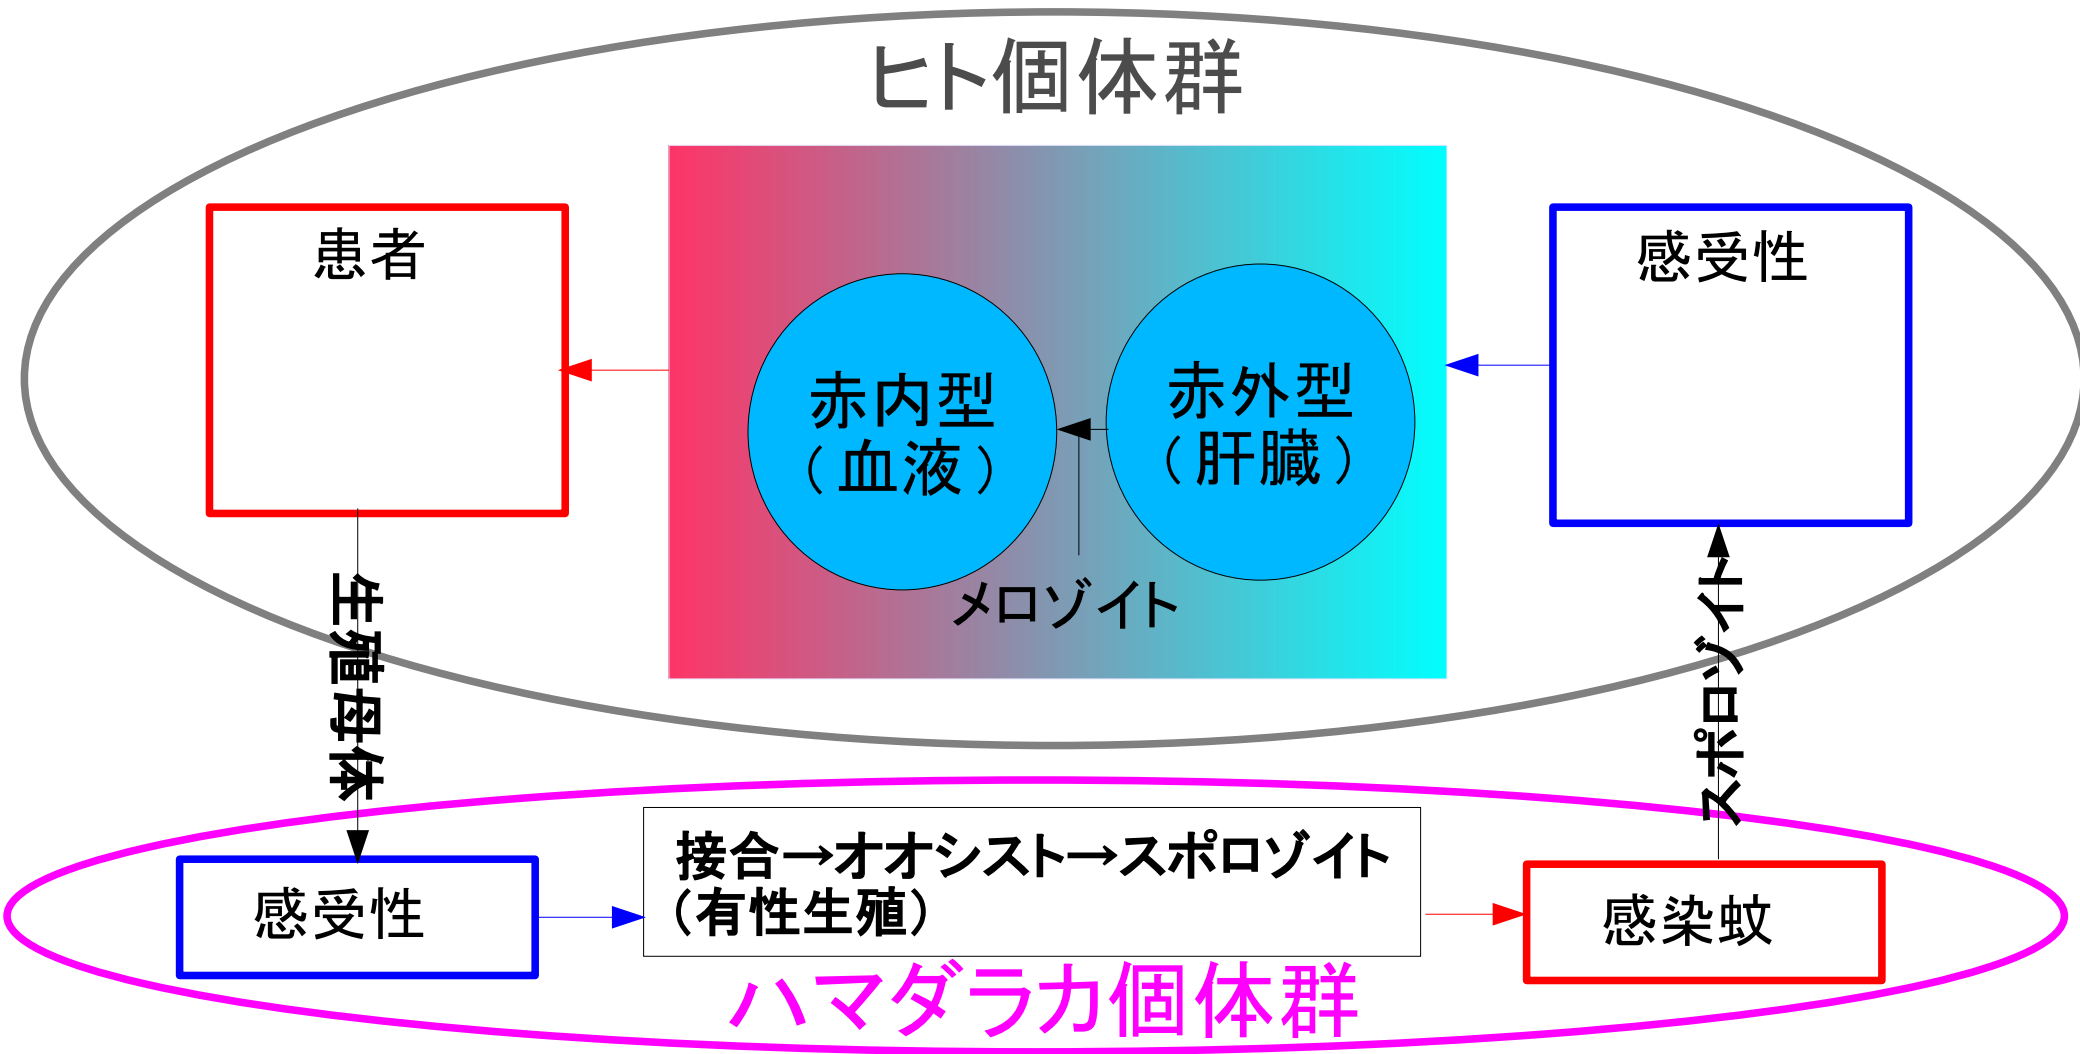 ヒト個体群
患者
感受性
赤内型
（血液）
赤外型
（肝臓）
メロゾイト
生殖母体
スポロゾイト
感受性
接合→オオシスト→スポロゾイト
（有性生殖）
感染蚊
ハマダラカ個体群